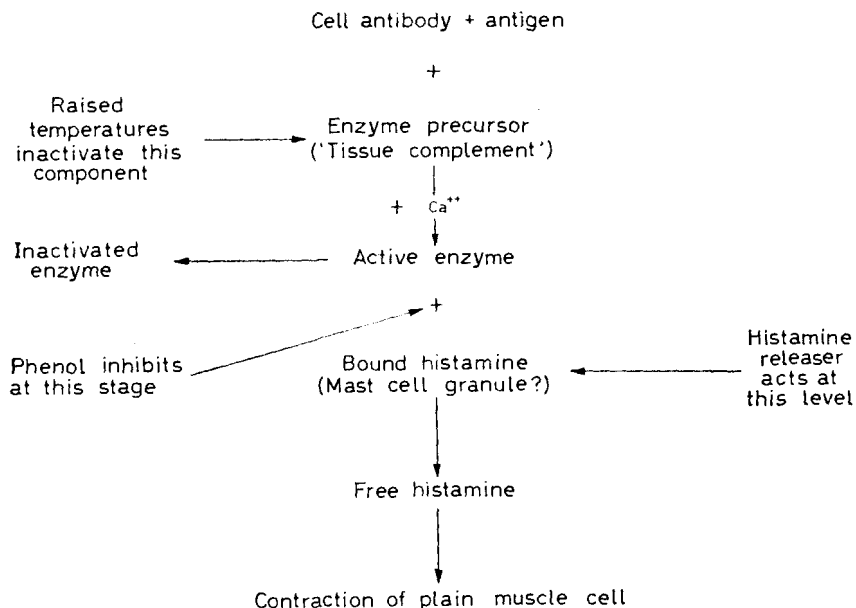 Cell antibody + antigen
+
Raised
temperatures
inactivate this
component
Enzyme precursor
('Tissue complement')
+ Ca++
Inactivated
enzyme
Active enzyme
+
Phenol inhibits
at this stage
Bound histamine
(Mast cell granule?)
Histamine
releaser
acts at
this level
Free histamine
Contraction of plain muscle cell